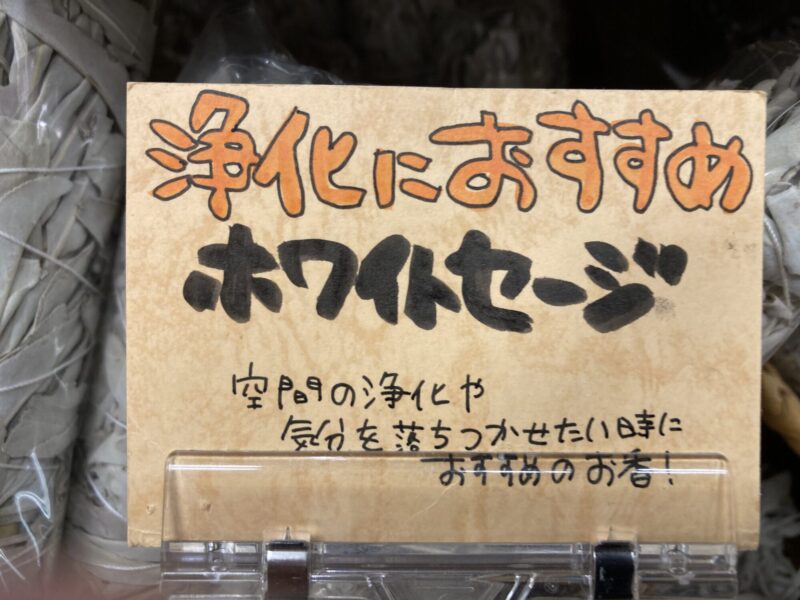 浄化におすすめ
ホワイトセージ
空間の浄化や
気分を落ちつかせたい時に
おすすめのお香!